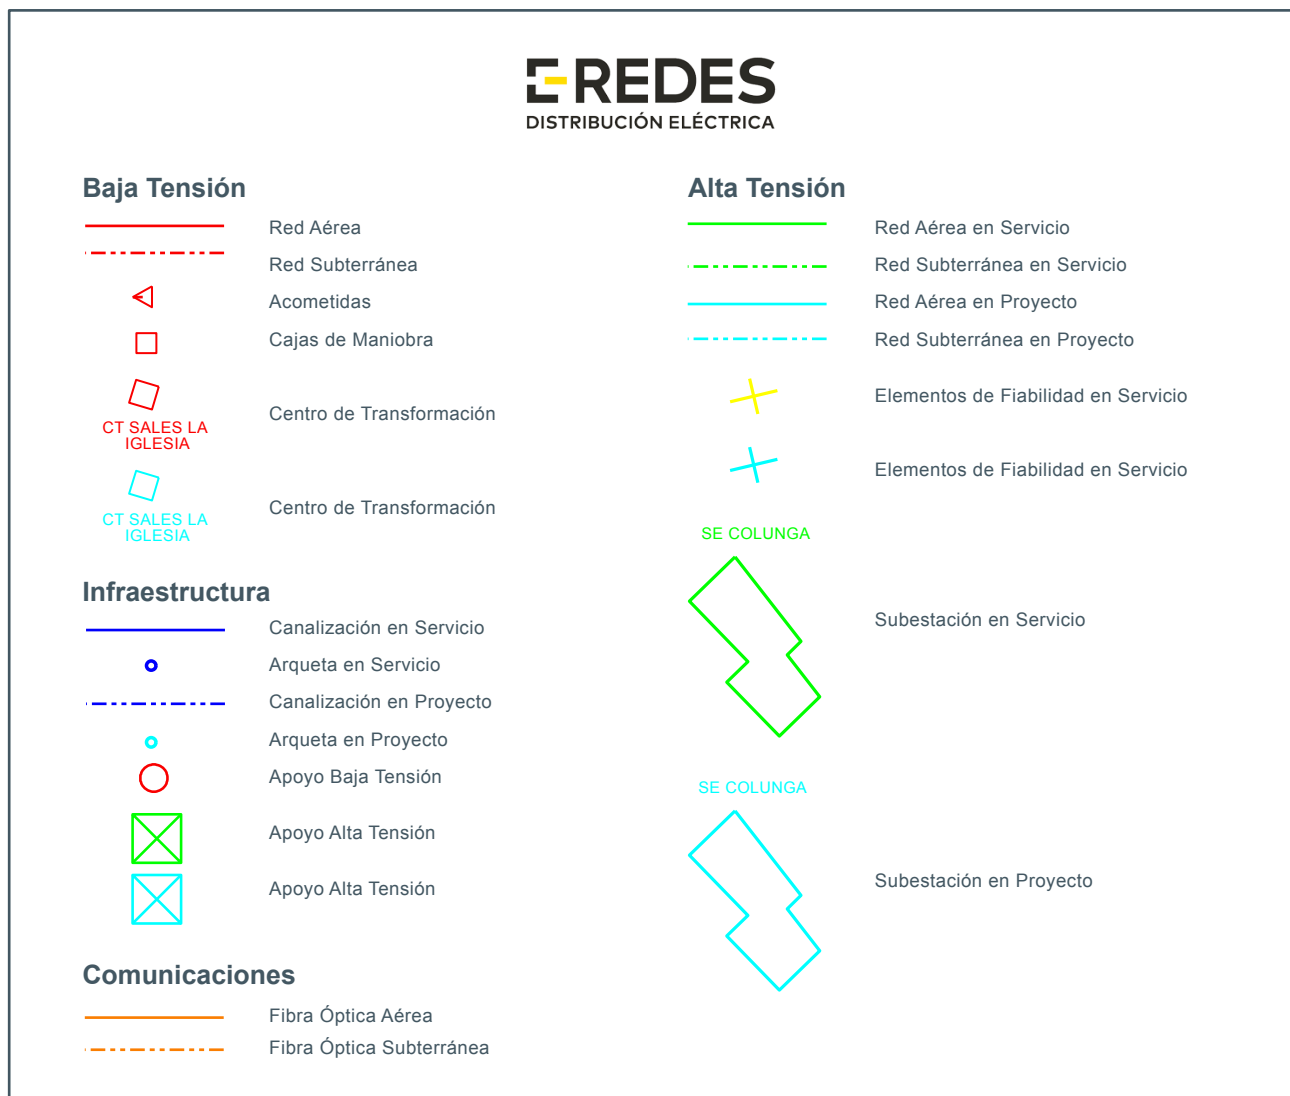 E-REDES
DISTRIBUCIÓN ELÉCTRICA
Baja Tensión
Red Aérea
Red Subterránea
Acometidas
Cajas de Maniobra
CT SALES LA
IGLESIA
Centro de Transformación
CT SALES LA
IGLESIA
Centro de Transformación
Infraestructura
Canalización en Servicio
Arqueta en Servicio
Canalización en Proyecto
Arqueta en Proyecto
Apoyo Baja Tensión
Apoyo Alta Tensión
Apoyo Alta Tensión
Comunicaciones
Fibra Óptica Aérea
Fibra Óptica Subterránea
Alta Tensión
Red Aérea en Servicio
Red Subterránea en Servicio
Red Aérea en Proyecto
Red Subterránea en Proyecto
Elementos de Fiabilidad en Servicio
Elementos de Fiabilidad en Servicio
SE COLUNGA
Subestación en Servicio
SE COLUNGA
Subestación en Proyecto